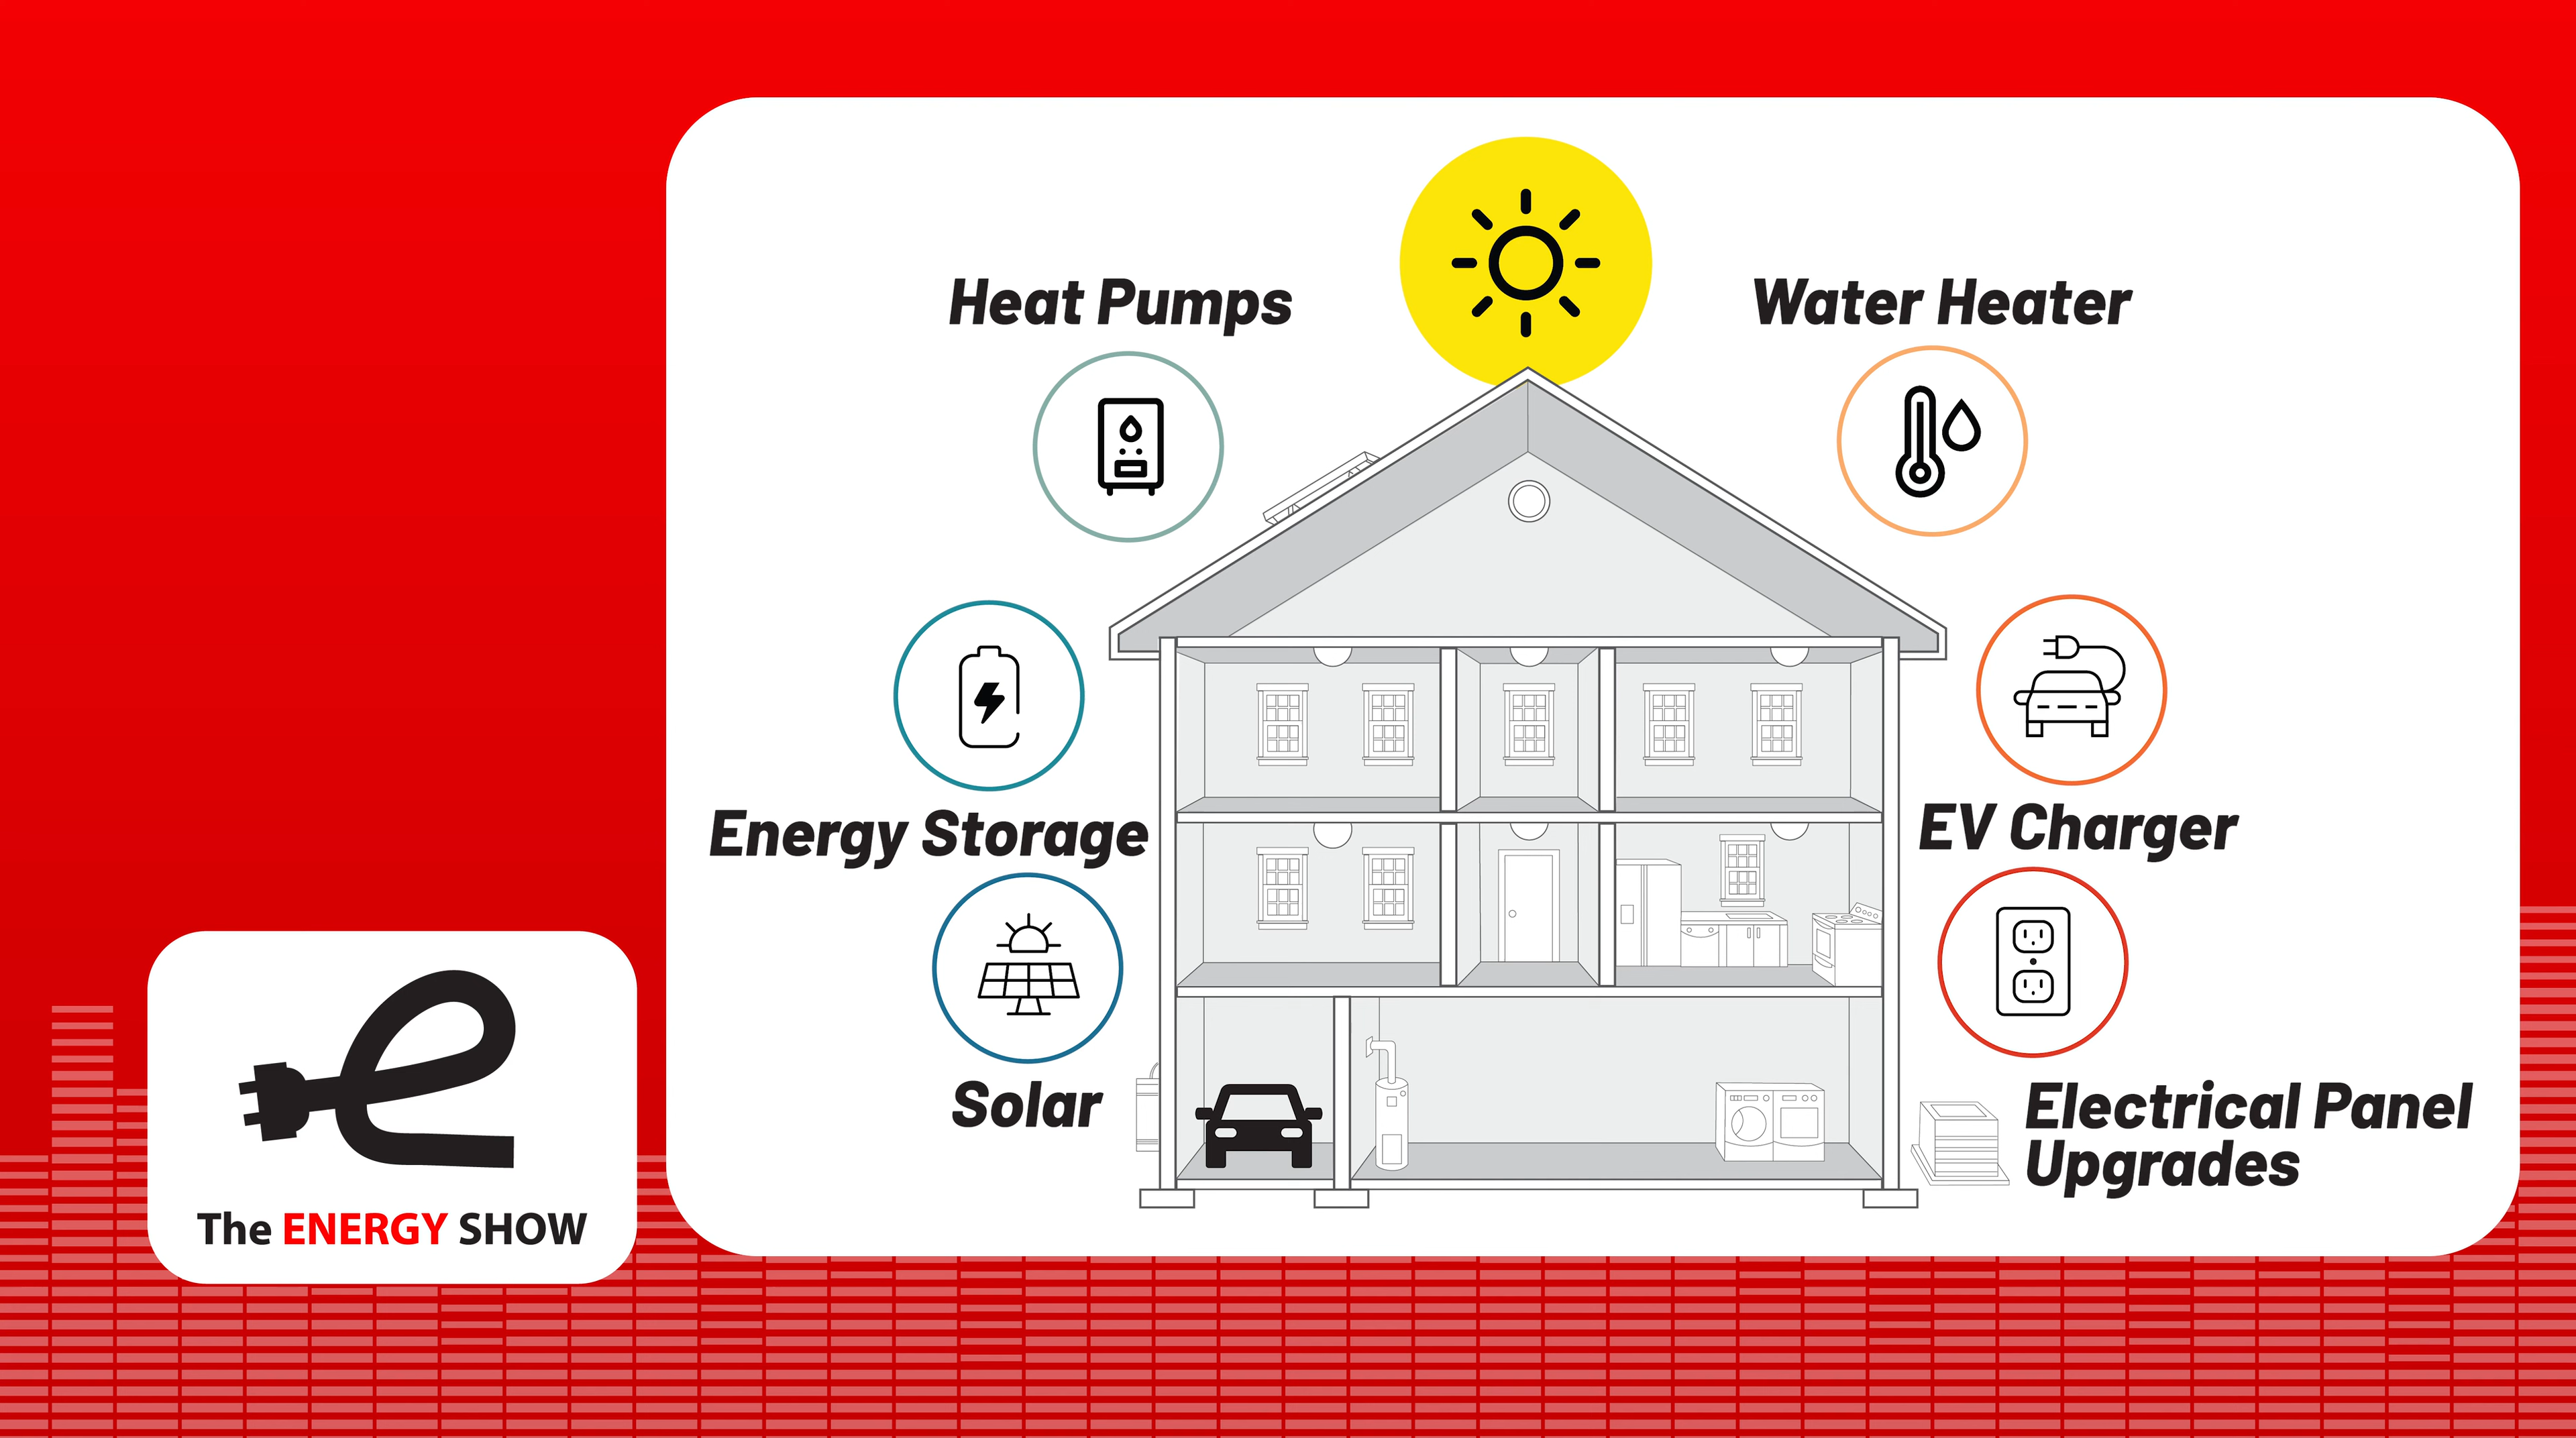 Heat Pumps
Water Heater
Energy Storage
EV Charger
Solar
Electrical Panel
Upgrades
The ENERGY SHOW